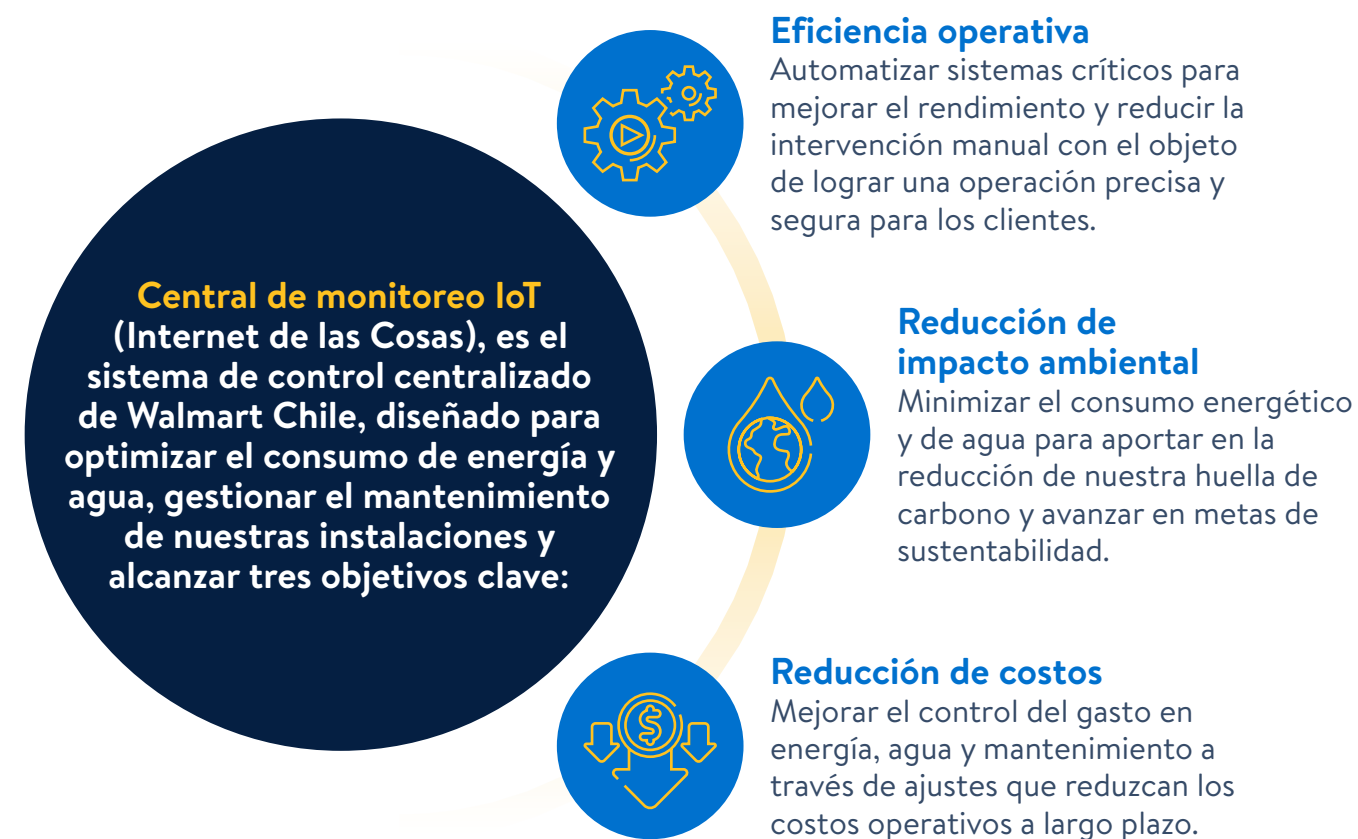 Central de monitoreo IoT
(Internet de las Cosas), es el
sistema de control centralizado
de Walmart Chile, diseñado para
optimizar el consumo de energía y
agua, gestionar el mantenimiento
de nuestras instalaciones y
alcanzar tres objetivos clave:
Eficiencia operativa
Automatizar sistemas críticos para
mejorar el rendimiento y reducir la
intervención manual con el objeto
de lograr una operación precisa y
segura para los clientes.
Reducción de
impacto ambiental
Minimizar el consumo energético
y de agua para aportar en la
reducción de nuestra huella de
carbono y avanzar en metas de
sustentabilidad.
$
Reducción de costos
Mejorar el control del gasto en
energía, agua y mantenimiento a
través de ajustes que reduzcan los
costos operativos a largo plazo.